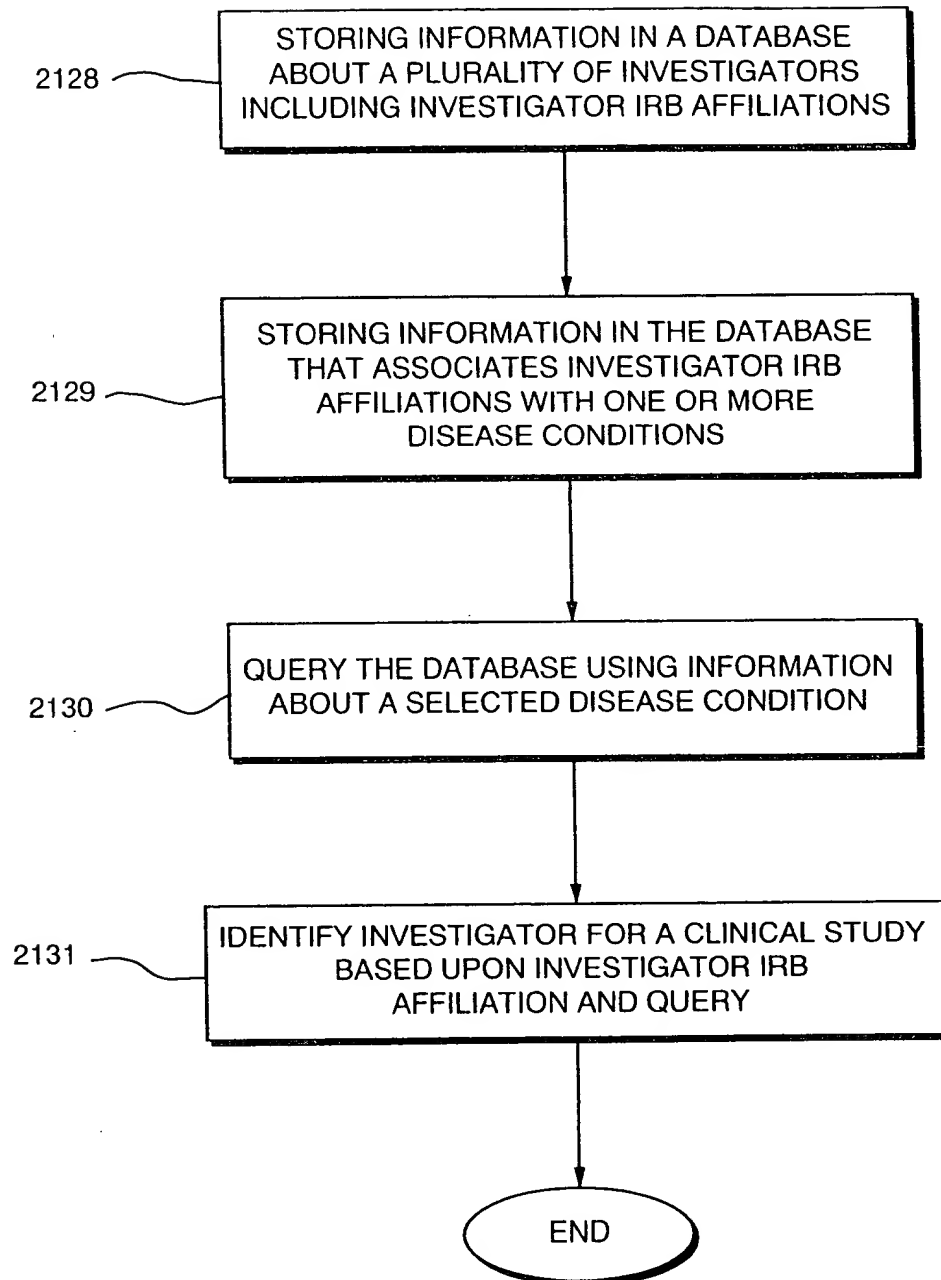 2128
STORING INFORMATION IN A DATABASE
ABOUT A PLURALITY OF INVESTIGATORS
INCLUDING INVESTIGATOR IRB AFFILIATIONS
2129
STORING INFORMATION IN THE DATABASE
THAT ASSOCIATES INVESTIGATOR IRB
AFFILIATIONS WITH ONE OR MORE
DISEASE CONDITIONS
2130
QUERY THE DATABASE USING INFORMATION
ABOUT A SELECTED DISEASE CONDITION
2131
IDENTIFY INVESTIGATOR FOR A CLINICAL STUDY
BASED UPON INVESTIGATOR IRB
AFFILIATION AND QUERY
END